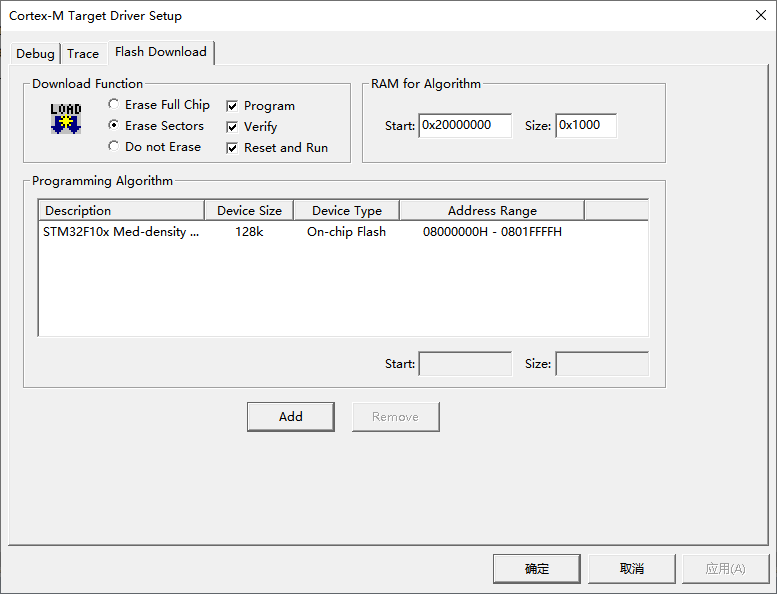 Cortex-M Target Driver Setup
Debug Trace Flash Download
Download Function
LOAD
Erase Full Chip
Erase Sectors
Do not Erase
Program
Verify
Reset and Run
RAM for Algorithm
Start: 0x20000000 Size: 0x1000
Programming Algorithm
Description Device Size Device Type Address Range
STM32F10x Med-density ... 128k On-chip Flash 08000000H - 0801FFFFH
Start: Size:
Add Remove
确定 取消 应用(A)